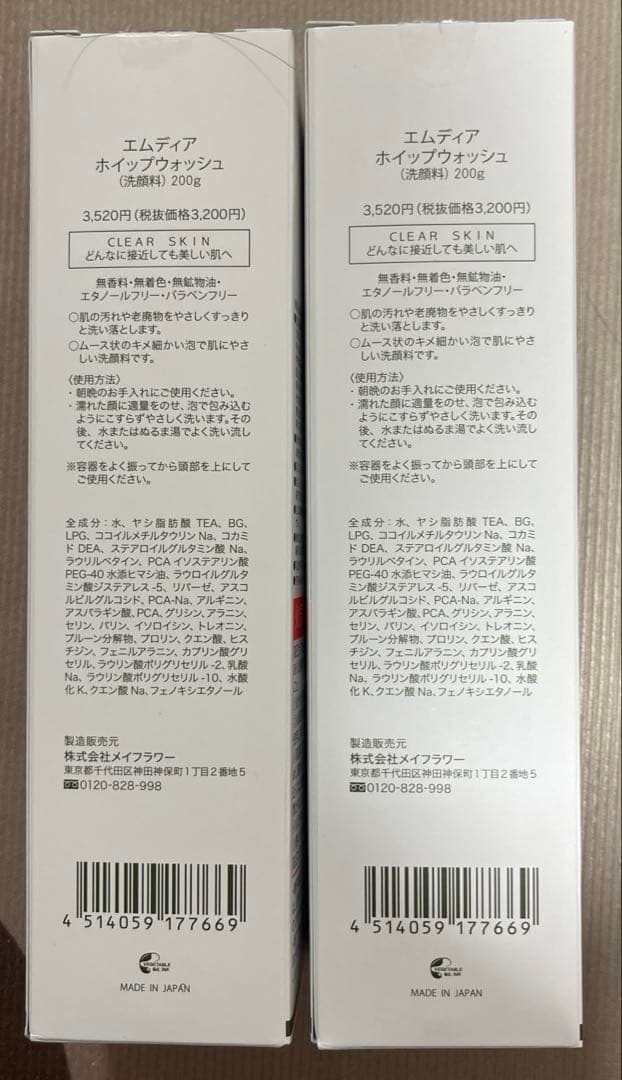 エムディア
ホイップウォッシュ
(洗顔料) 200g
3,520円(税抜価格3,200円)
CLEAR SKIN
どんなに接近しても美しい肌へ
無香料・無着色・無鉱物油・
エタノールフリー・パラベンフリー
○肌の汚れや老廃物をやさしくすっきり
と洗い落とします。
○ムース状のキメ細かい泡で肌にやさ
しい洗顔料です。
〈使用方法〉
・朝晩のお手入れにご使用ください。
・濡れた顔に適量をのせ、泡で包み込む
ようにこすらずやさしく洗います。その
後、水またはぬるま湯でよく洗い流し
てください。
※容器をよく振ってから頭部を上にして
ご使用ください。
全成分：水、ヤシ脂肪酸 TEA、BG、
LPG、ココイルメチルタウリン Na、コカミ
ド DEA、ステアロイルグルタミン酸 Na、
ラウリルベタイン、PCA イソステアリン酸
PEG-40 水添ヒマシ油、ラウロイルグルタ
ミン酸ジステアレス -5、リパーゼ、アスコ
ルビルグルコシド、PCA-Na、アルギニン、
アスパラギン酸、PCA、グリシン、アラニン、
セリン、バリン、イソロイシン、トレオニン、
プルーン分解物、プロリン、クエン酸、ヒス
チジン、フェニルアラニン、カプリン酸グリ
セリル、ラウリン酸ポリグリセリル -2、乳酸
Na、ラウリン酸ポリグリセリル -10、水酸
化 K、クエン酸 Na、フェノキシエタノール
製造販売元
株式会社メイフラワー
東京都千代田区神田神保町1丁目2番地5
0120-828-998
4 514059 177669
VEGETABLE
OIL INK
MADE IN JAPAN
エムディア
ホイップウォッシュ
(洗顔料) 200g
3,520円(税抜価格3,200円)
CLEAR SKIN
どんなに接近しても美しい肌へ
無香料・無着色・無鉱物油・
エタノールフリー・パラベンフリー
○肌の汚れや老廃物をやさしくすっきり
と洗い落とします。
○ムース状のキメ細かい泡で肌にやさ
しい洗顔料です。
〈使用方法〉
・朝晩のお手入れにご使用ください。
・濡れた顔に適量をのせ、泡で包み込む
ようにこすらずやさしく洗います。その
後、水またはぬるま湯でよく洗い流し
てください。
※容器をよく振ってから頭部を上にして
ご使用ください。
全成分：水、ヤシ脂肪酸 TEA、BG、
LPG、ココイルメチルタウリン Na、コカミ
ド DEA、ステアロイルグルタミン酸 Na、
ラウリルベタイン、PCA イソステアリン酸
PEG-40 水添ヒマシ油、ラウロイルグルタ
ミン酸ジステアレス -5、リパーゼ、アスコ
ルビルグルコシド、PCA-Na、アルギニン、
アスパラギン酸、PCA、グリシン、アラニン、
セリン、バリン、イソロイシン、トレオニン、
プルーン分解物、プロリン、クエン酸、ヒス
チジン、フェニルアラニン、カプリン酸グリ
セリル、ラウリン酸ポリグリセリル -2、乳酸
Na、ラウリン酸ポリグリセリル -10、水酸
化 K、クエン酸 Na、フェノキシエタノール
製造販売元
株式会社メイフラワー
東京都千代田区神田神保町1丁目2番地5
0120-828-998
4 514059 177669
VEGETABLE
OIL INK
MADE IN JAPAN